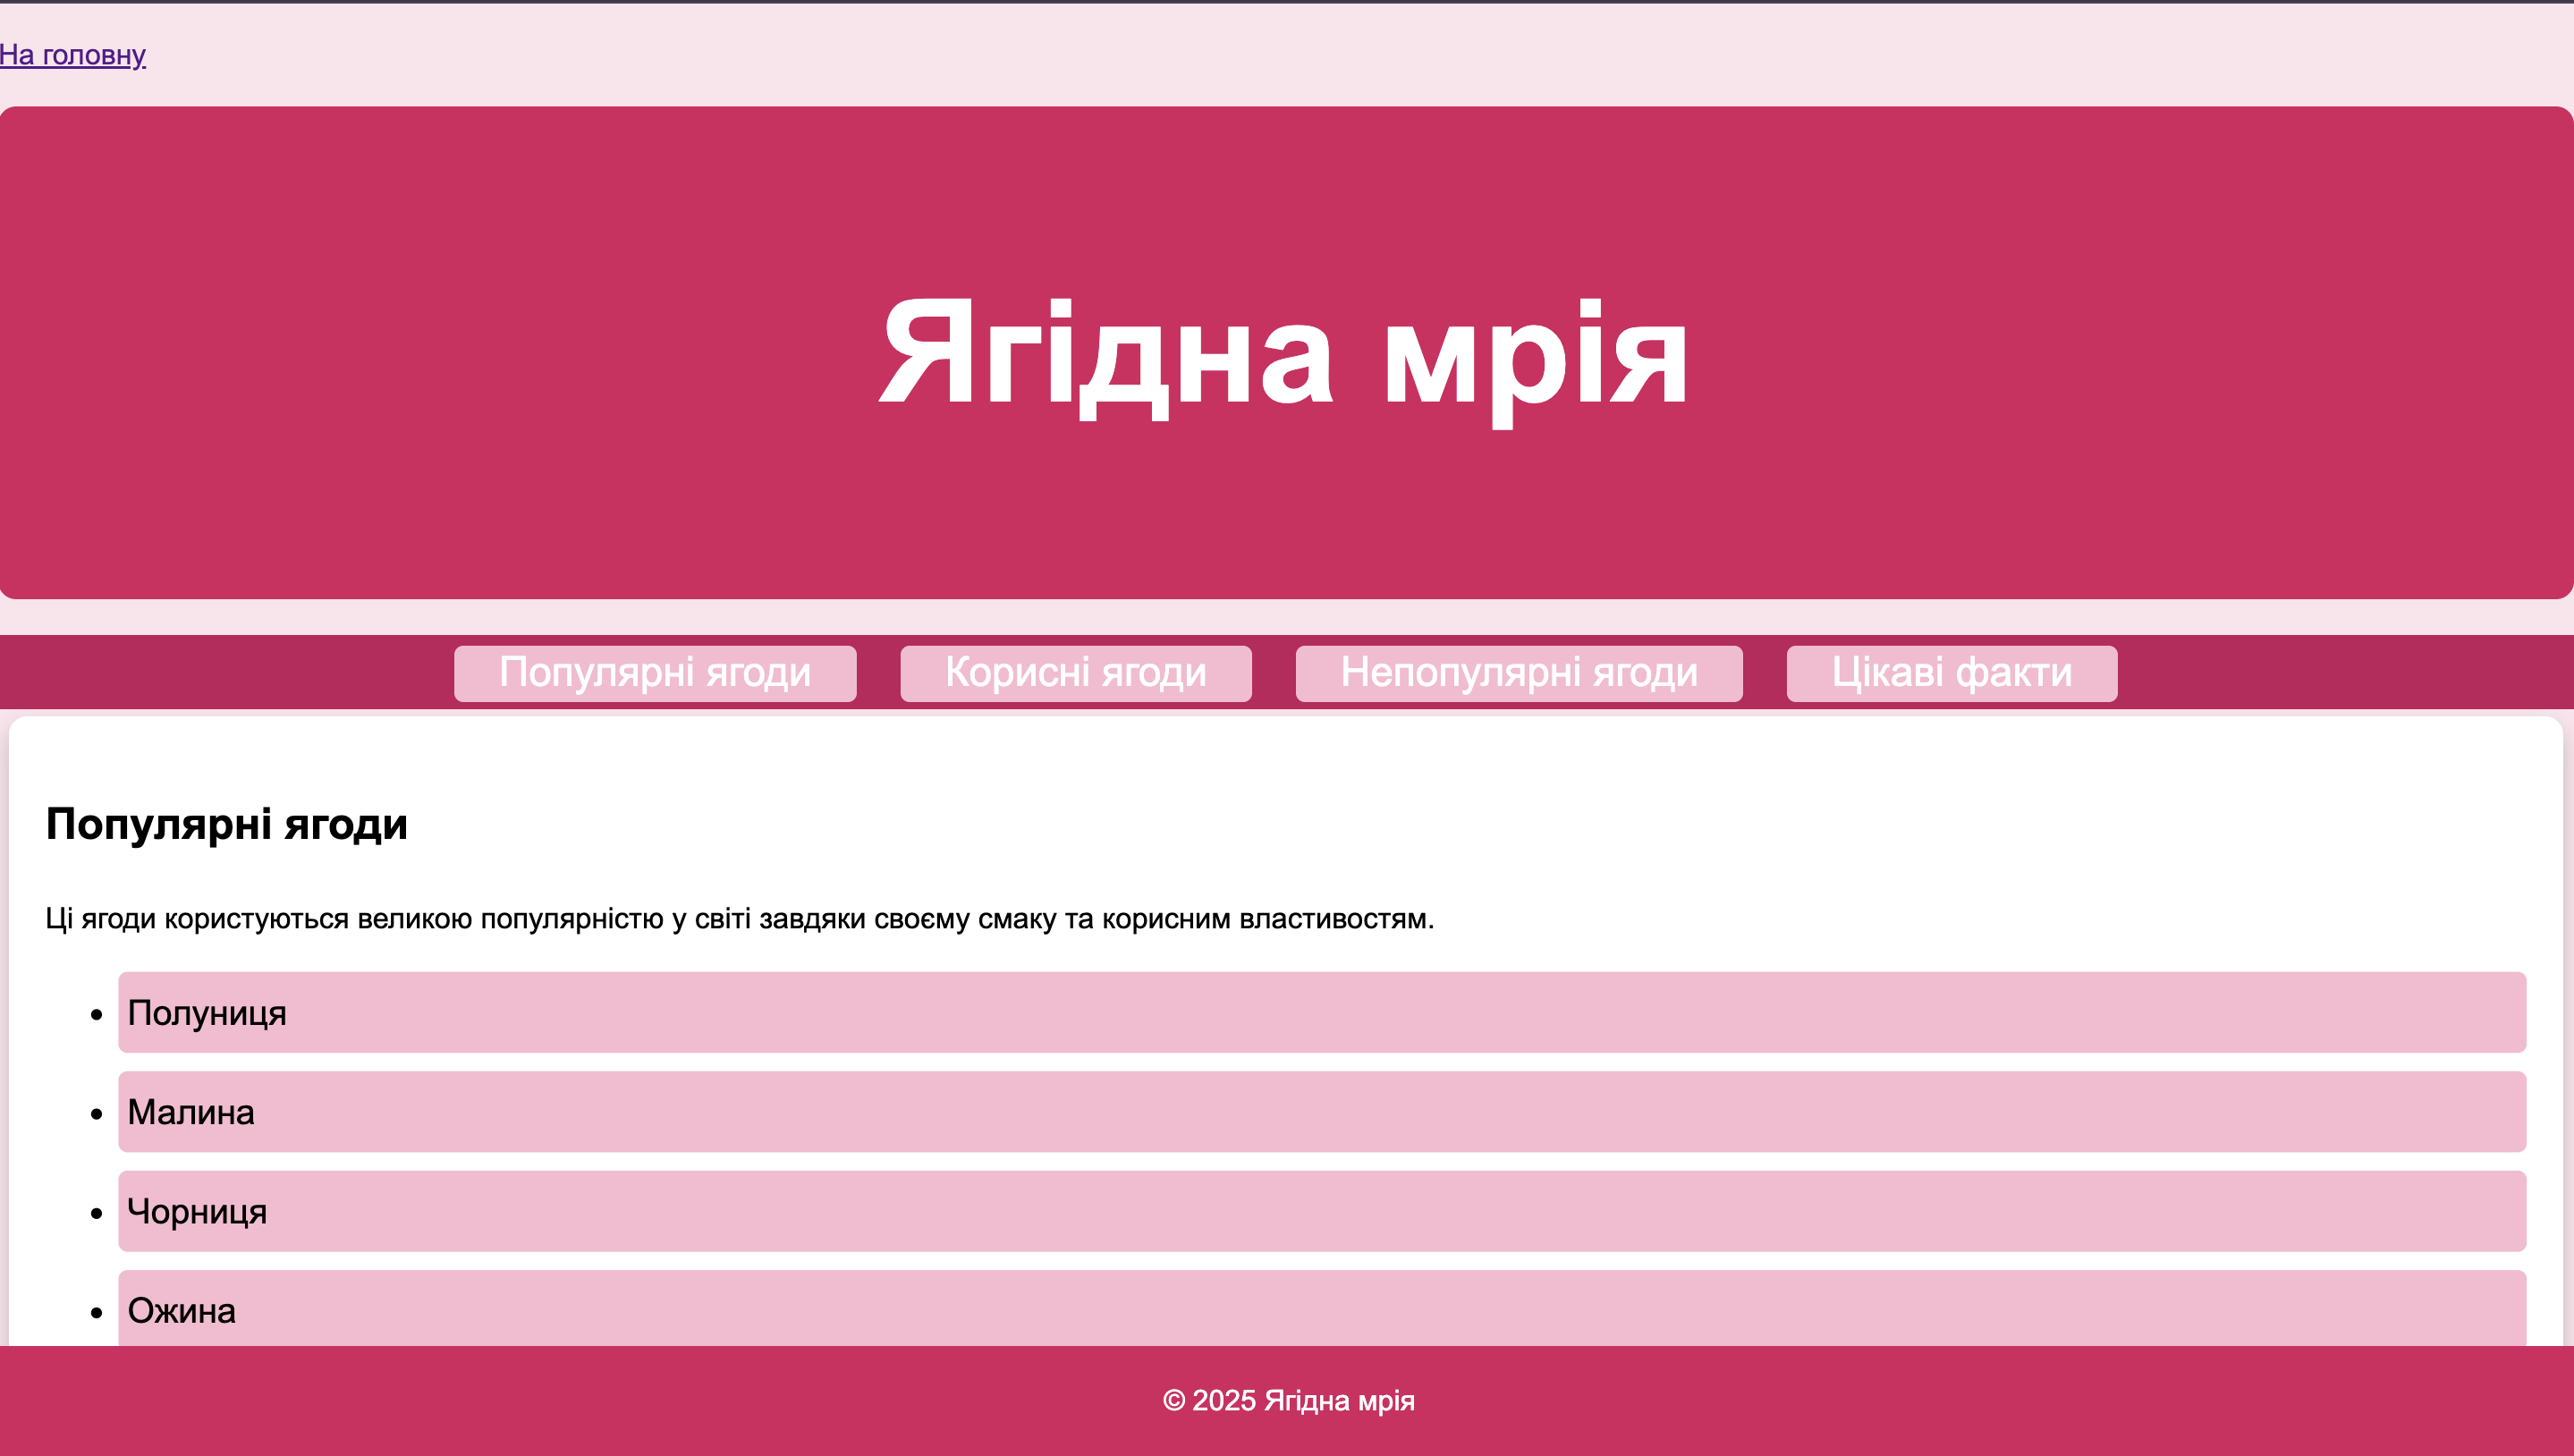 На головну
Ягідна мрія
Популярні ягоди Корисні ягоди Непопулярні ягоди Цікаві факти
Популярні ягоди
Ці ягоди користуються великою популярністю у світі завдяки своєму смаку та корисним властивостям.
Полуниця
Малина
Чорниця
Ожина
© 2025 Ягідна мрія